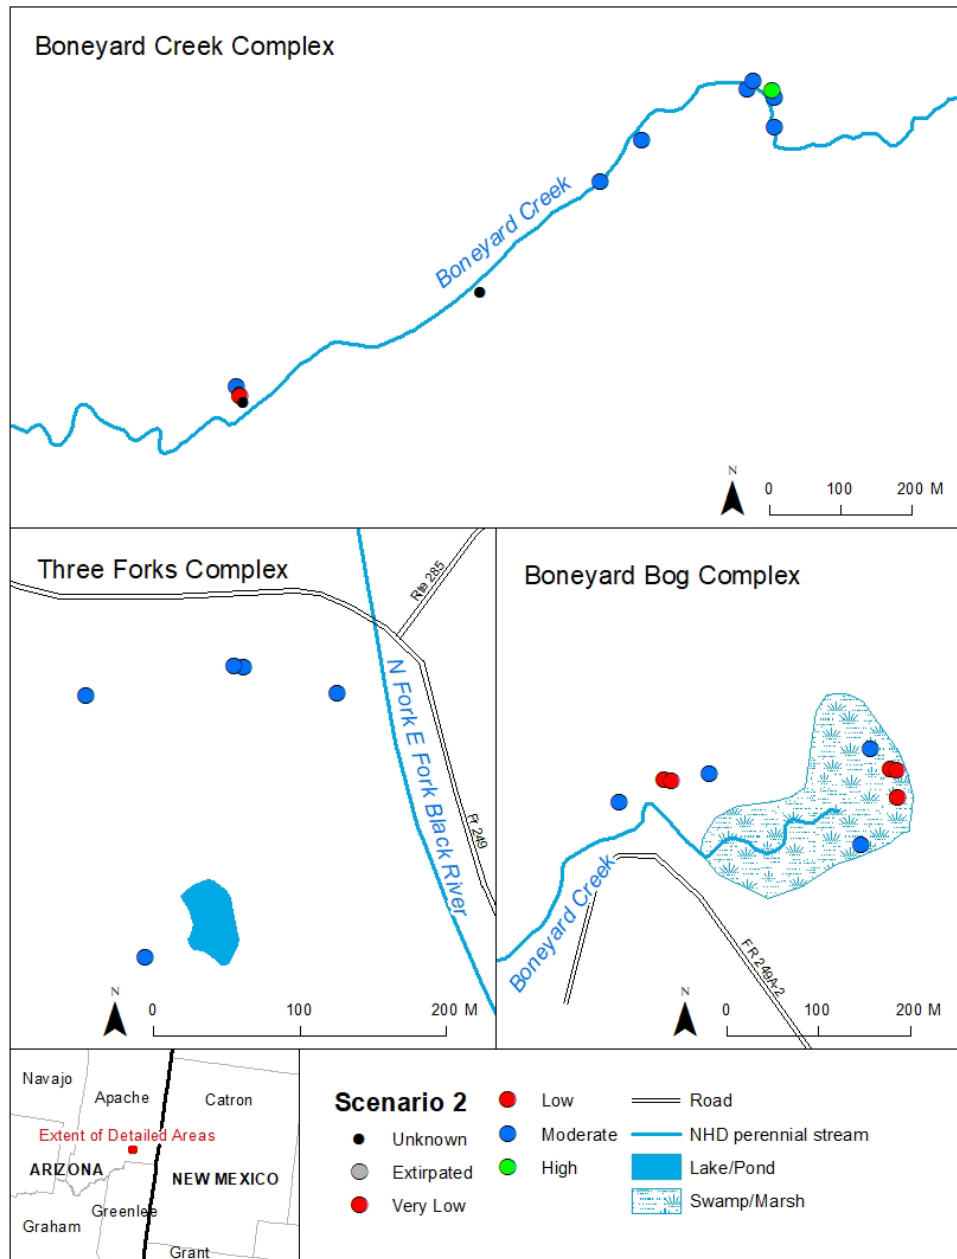 Boneyard Creek Complex
Boneyard Creek
N
0 100 200 M
Three Forks Complex
Rte 285
N Fork E Fork Black River
Fr 249
N
0 100 200 M
Boneyard Bog Complex
Boneyard Creek
F R 249A-2
N
0 100 200 M
Navajo
Apache
Catron
Extent of Detailed Areas
ARIZONA
NEW MEXICO
Greenlee
Graham
Grant
Scenario 2
Unknown
Extirpated
Very Low
Low
Moderate
High
Road
NHD perennial stream
Lake/Pond
Swamp/Marsh